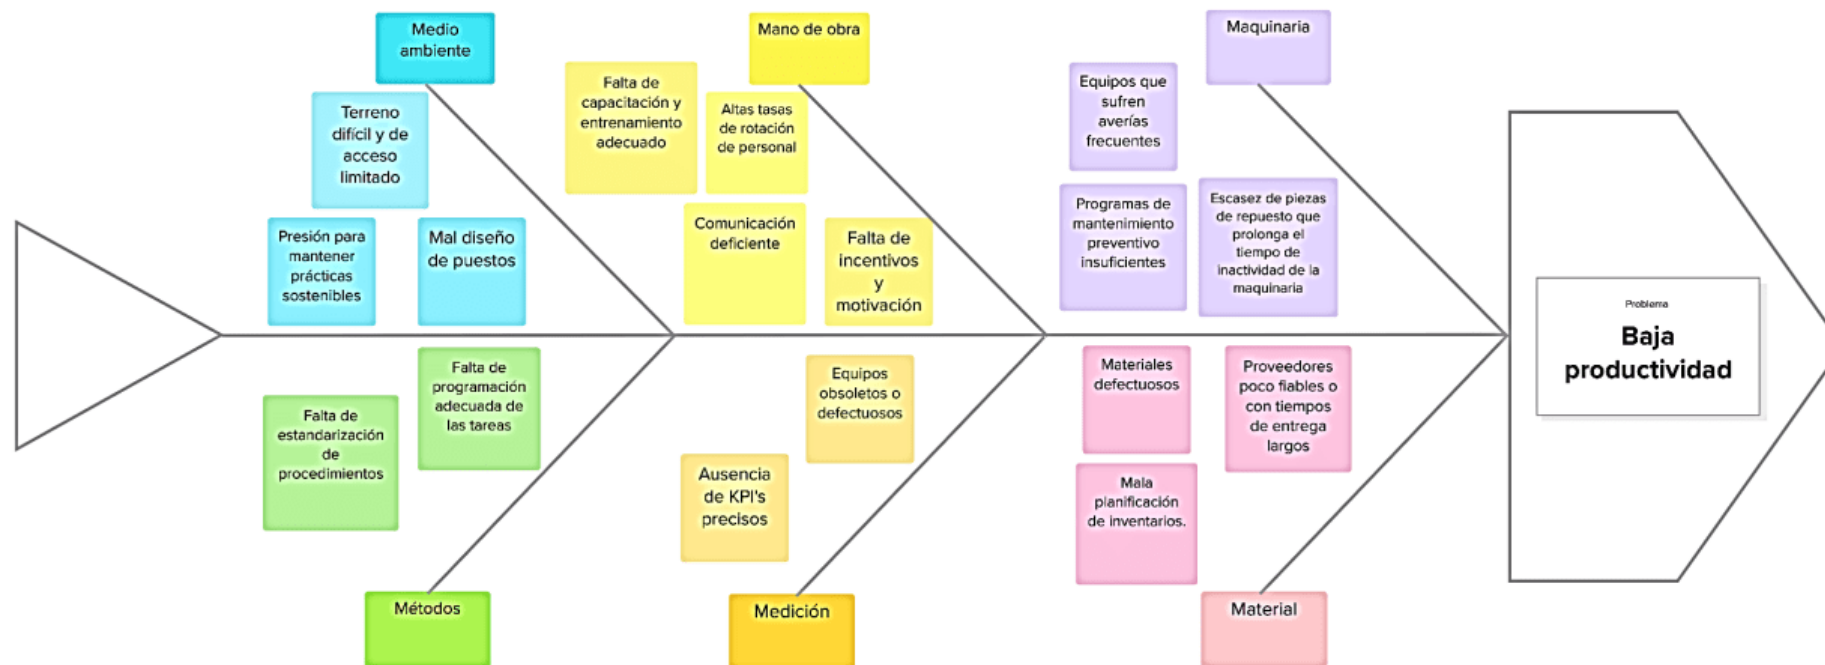 Medio
ambiente
Terreno
difícil y de
acceso
limitado
Presión para
mantener
prácticas
sostenibles
Mal diseño
de puestos
Mano de obra
Falta de
capacitación y
entrenamiento
adecuado
Altas tasas
de rotación
de personal
Comunicación
deficiente
Falta de
incentivos
y
motivación
Maquinaria
Equipos que
sufren
averías
frecuentes
Programas de
mantenimiento
preventivo
insuficientes
Escasez de piezas
de repuesto que
prolonga el
tiempo de
inactividad de la
maquinaria
Problema
Baja
productividad
Falta de
estandarización
de
procedimientos
Falta de
programación
adecuada de
las tareas
Métodos
Equipos
obsoletos o
defectuosos
Ausencia
de KPI's
precisos
Medición
Materiales
defectuosos
Proveedores
poco fiables o
con tiempos
de entrega
largos
Mala
planificación
de inventarios.
Material